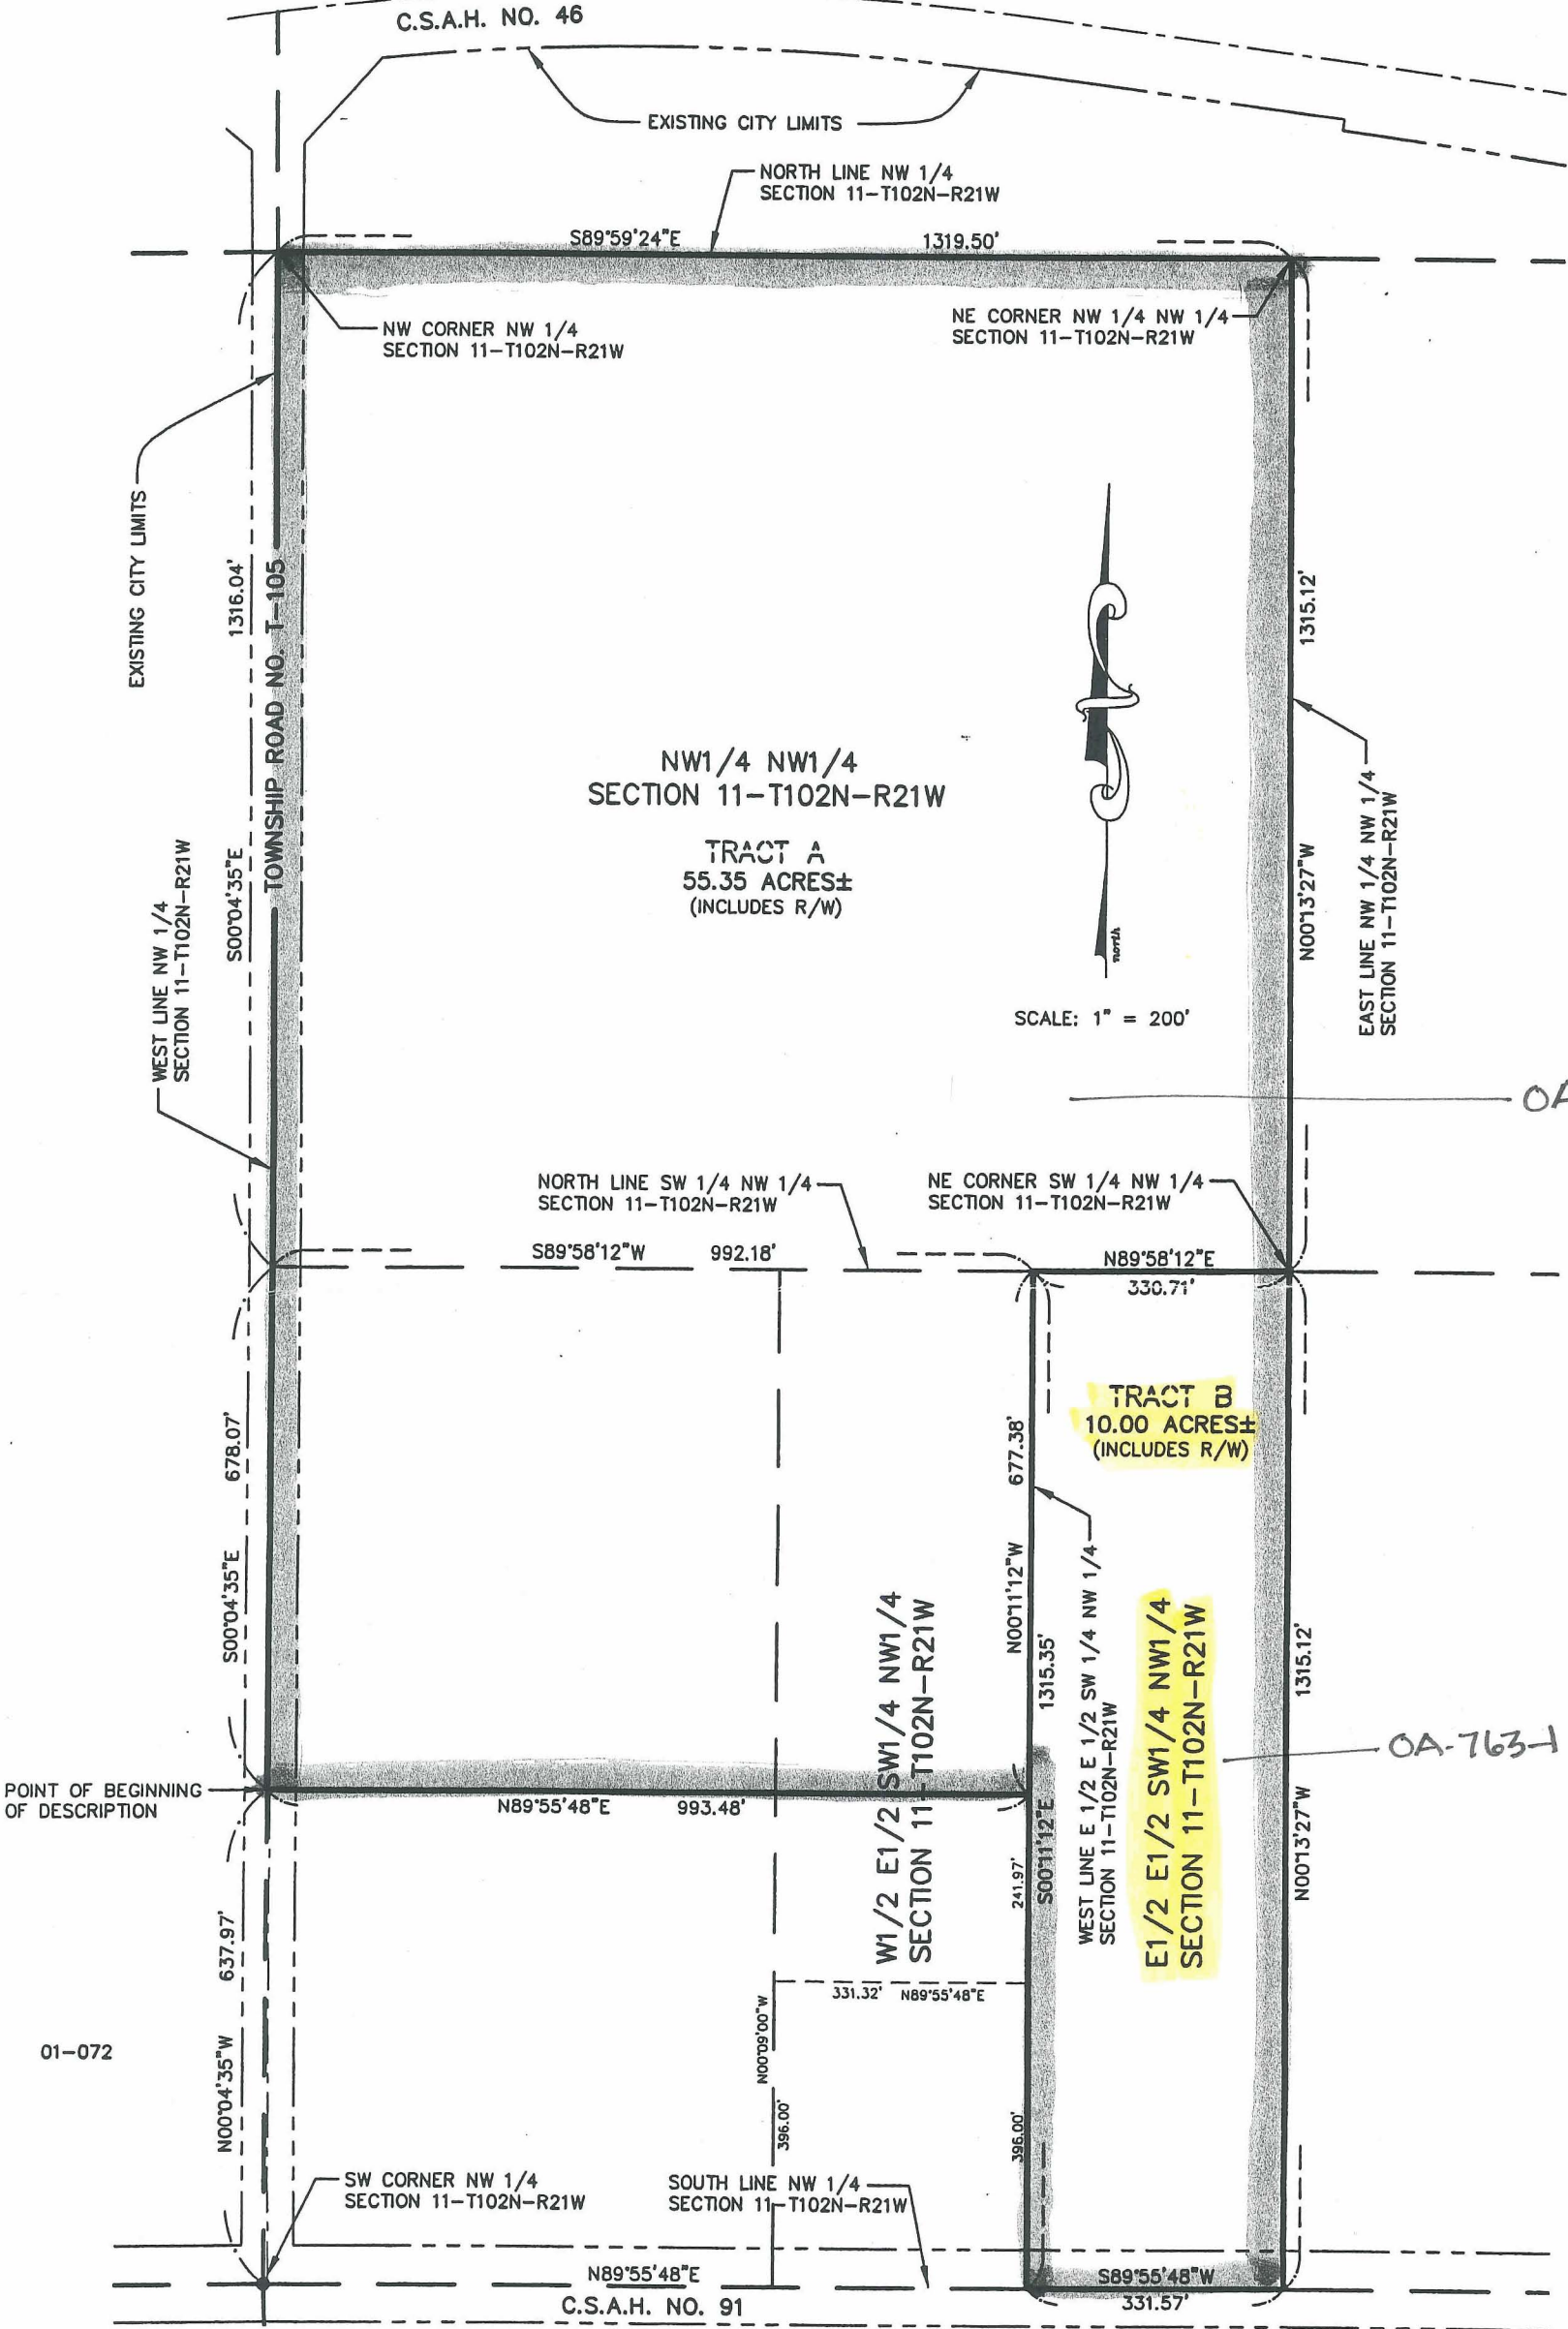 C.S.A.H. NO. 46
EXISTING CITY LIMITS
NORTH LINE NW 1/4
SECTION 11-T102N-R21W
S89°59'24"E 1319.50'
NW CORNER NW 1/4
SECTION 11-T102N-R21W
NE CORNER NW 1/4 NW 1/4
SECTION 11-T102N-R21W
EXISTING CITY LIMITS
1316.04'
S00°04'35"E
TOWNSHIP ROAD NO. T-105
WEST LINE NW 1/4
SECTION 11-T102N-R21W
NW1/4 NW1/4
SECTION 11-T102N-R21W
TRACT A
55.35 ACRES±
(INCLUDES R/W)
north
SCALE: 1" = 200'
1315.12'
N00°13'27"W
EAST LINE NW 1/4 NW 1/4
SECTION 11-T102N-R21W
OA
NORTH LINE SW 1/4 NW 1/4
SECTION 11-T102N-R21W
NE CORNER SW 1/4 NW 1/4
SECTION 11-T102N-R21W
S89°58'12"W 992.18'
N89°58'12"E
330.71'
678.07'
S00°04'35"E
677.38'
N00°11'12"W
1315.35'
S00°11'12"E
241.97'
396.00'
TRACT B
10.00 ACRES±
(INCLUDES R/W)
WEST LINE E 1/2 E 1/2 SW 1/4 NW 1/4
SECTION 11-T102N-R21W
W1/2 E1/2 SW1/4 NW1/4
SECTION 11-T102N-R21W
E1/2 E1/2 SW1/4 NW1/4
SECTION 11-T102N-R21W
1315.12'
N00°13'27"W
OA-763-1
POINT OF BEGINNING
OF DESCRIPTION
N89°55'48"E 993.48'
637.97'
N00°04'35"W
331.32' N89°55'48"E
N00°09'00"W
396.00'
01-072
SW CORNER NW 1/4
SECTION 11-T102N-R21W
SOUTH LINE NW 1/4
SECTION 11-T102N-R21W
N89°55'48"E
C.S.A.H. NO. 91
S89°55'48"W
331.57'